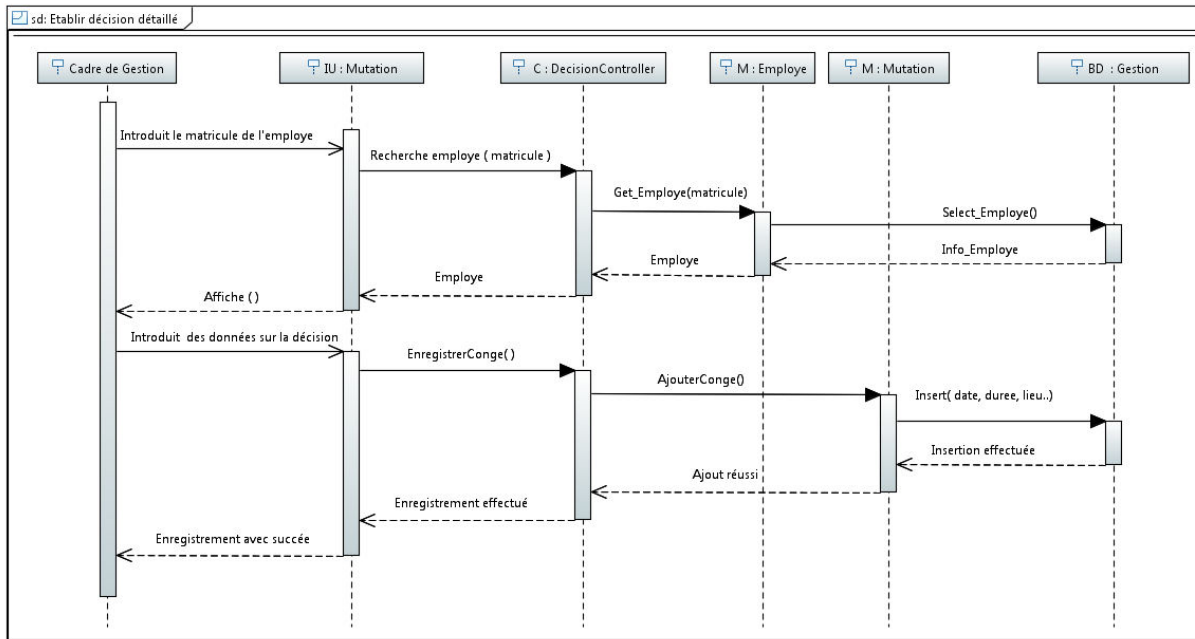 sd: Etablir décision détaillé
Cadre de Gestion
IU : Mutation
C : DecisionController
M : Employe
M : Mutation
BD : Gestion
Introduit le matricule de l'employe
Recherche employe ( matricule )
Get_Employe(matricule)
Select_Employe()
Info_Employe
Employe
Employe
Affiche ( )
Introduit des données sur la décision
EnregistrerConge( )
AjouterConge()
Insert( date, duree, lieu..)
Insertion effectuée
Ajout réussi
Enregistrement effectué
Enregistrement avec succée